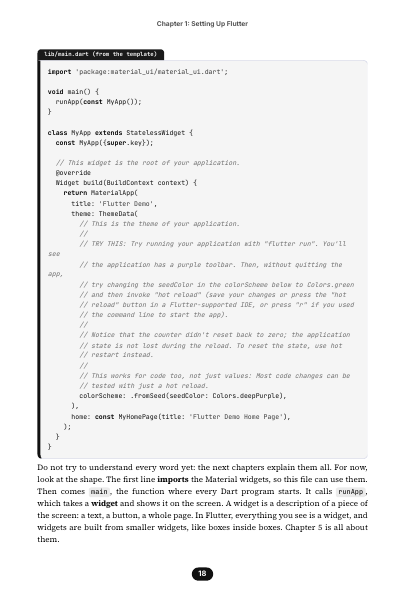 Chapter 1: Setting Up Flutter
lib/main.dart (from the template)
import 'package:material_ui/material_ui.dart';
void main() {
runApp(const MyApp());
}
class MyApp extends StatelessWidget {
const MyApp({super.key});
// This widget is the root of your application.
@override
Widget build(BuildContext context) {
return MaterialApp(
title: 'Flutter Demo',
theme: ThemeData(
// This is the theme of your application.
//
// TRY THIS: Try running your application with "flutter run". You'll
see
// the application has a purple toolbar. Then, without quitting the
app,
// try changing the seedColor in the colorScheme below to Colors.green
// and then invoke "hot reload" (save your changes or press the "hot
// reload" button in a Flutter-supported IDE, or press "r" if you used
// the command line to start the app).
//
// Notice that the counter didn't reset back to zero; the application
// state is not lost during the reload. To reset the state, use hot
// restart instead.
//
// This works for code too, not just values: Most code changes can be
// tested with just a hot reload.
colorScheme: .fromSeed(seedColor: Colors.deepPurple),
),
home: const MyHomePage(title: 'Flutter Demo Home Page'),
);
}
}
Do not try to understand every word yet: the next chapters explain them all. For now,
look at the shape. The first line imports the Material widgets, so this file can use them.
Then comes main, the function where every Dart program starts. It calls runApp,
which takes a widget and shows it on the screen. A widget is a description of a piece of
the screen: a text, a button, a whole page. In Flutter, everything you see is a widget, and
widgets are built from smaller widgets, like boxes inside boxes. Chapter 5 is all about
them.
18